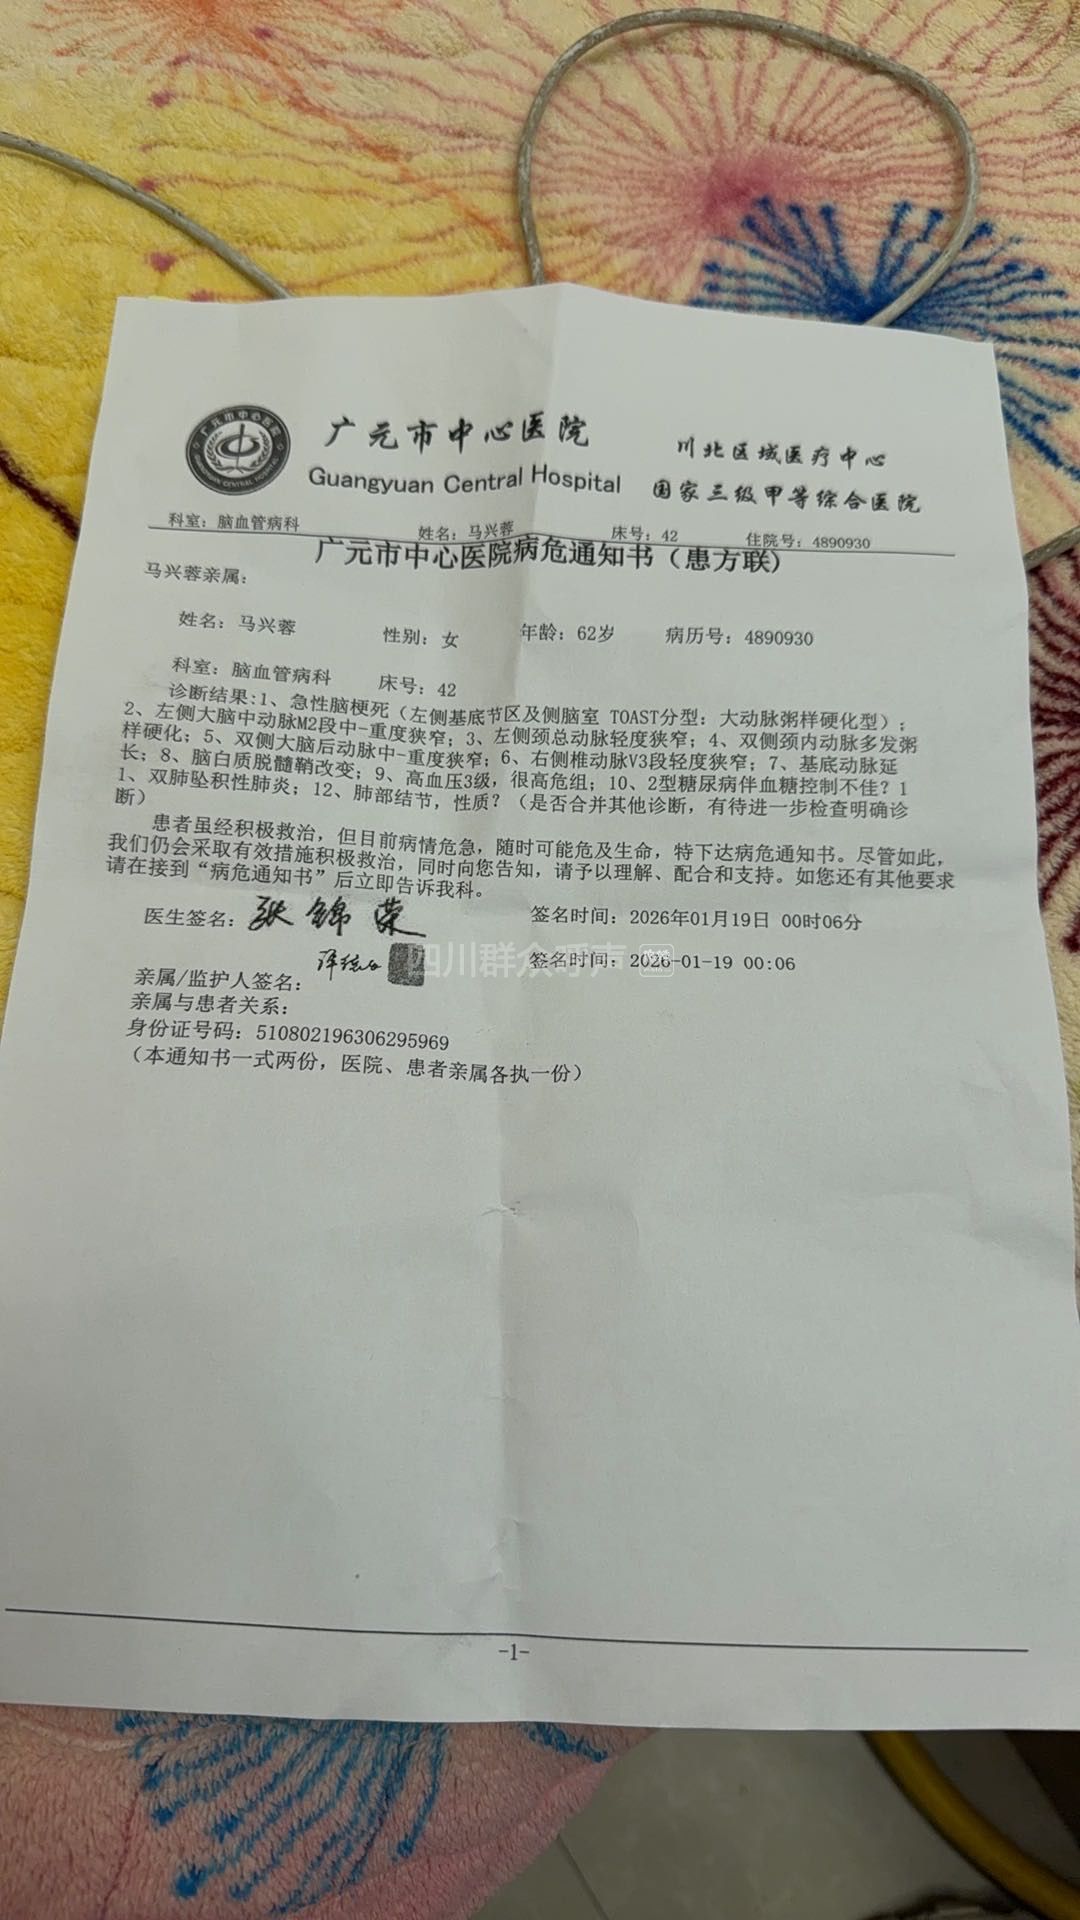 广元市中心医院
Guangyuan Central Hospital
川北区域医疗中心
国家三级甲等综合医院
科室：脑血管病科 姓名：马兴蓉 床号：42 住院号：4890930
广元市中心医院病危通知书（患方联）
马兴蓉亲属：
姓名：马兴蓉 性别：女 年龄：62岁 病历号：4890930
科室：脑血管病科 床号：42
诊断结果:1、急性脑梗死（左侧基底节区及侧脑室 TOAST分型：大动脉粥样硬化型）；
2、左侧大脑中动脉M2段中-重度狭窄；3、左侧颈总动脉轻度狭窄；4、双侧颈内动脉多发粥
样硬化；5、双侧大脑后动脉中-重度狭窄；6、右侧椎动脉V3段轻度狭窄；7、基底动脉延
长；8、脑白质脱髓鞘改变；9、高血压3级，很高危组；10、2型糖尿病伴血糖控制不佳？1
1、双肺坠积性肺炎；12、肺部结节，性质？（是否合并其他诊断，有待进一步检查明确诊
断）
患者虽经积极救治，但目前病情危急，随时可能危及生命，特下达病危通知书。尽管如此，
我们仍会采取有效措施积极救治，同时向您告知，请予以理解、配合和支持。如您还有其他要求
请在接到“病危通知书”后立即告诉我科。
医生签名：张锦荣 签名时间：2026年01月19日 00时06分
四川群众呼声
亲属/监护人签名： 签名时间：2026-01-19 00:06
亲属与患者关系：
身份证号码：510802196306295969
（本通知书一式两份，医院、患者亲属各执一份）
-1-